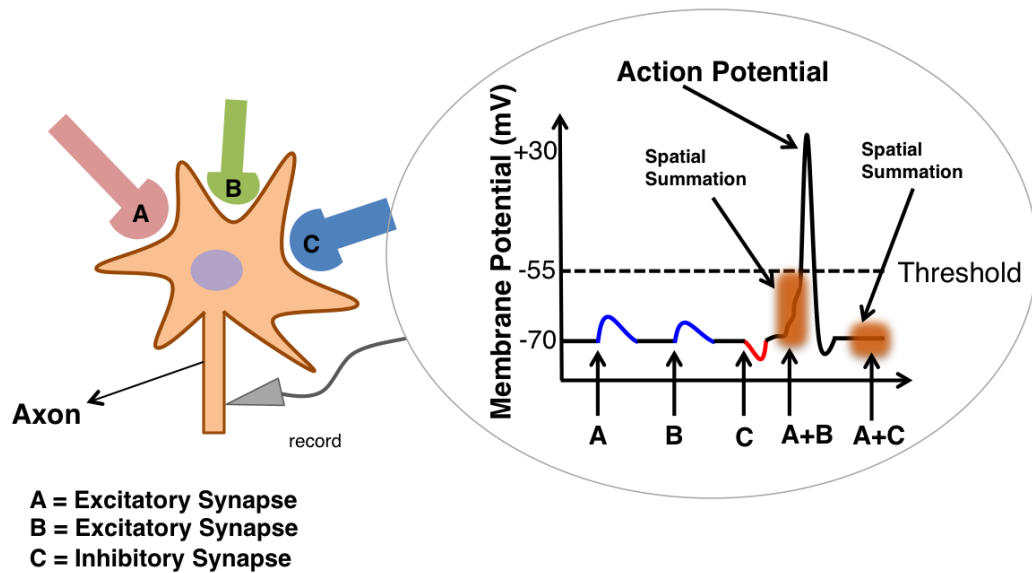 Action Potential
Membrane Potential (mV)
+30
-55
-70
Spatial
Summation
Spatial
Summation
Threshold
A
B
C
A
B
C
A+B
A+C
Axon
record
A = Excitatory Synapse
B = Excitatory Synapse
C = Inhibitory Synapse